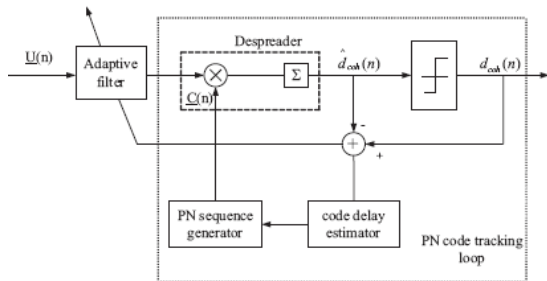 Despreader
U(n)
Adaptive
filter
C(n)
Σ
d̂coh(n)
dcoh(n)
-
+
+
PN sequence
generator
code delay
estimator
PN code tracking
loop